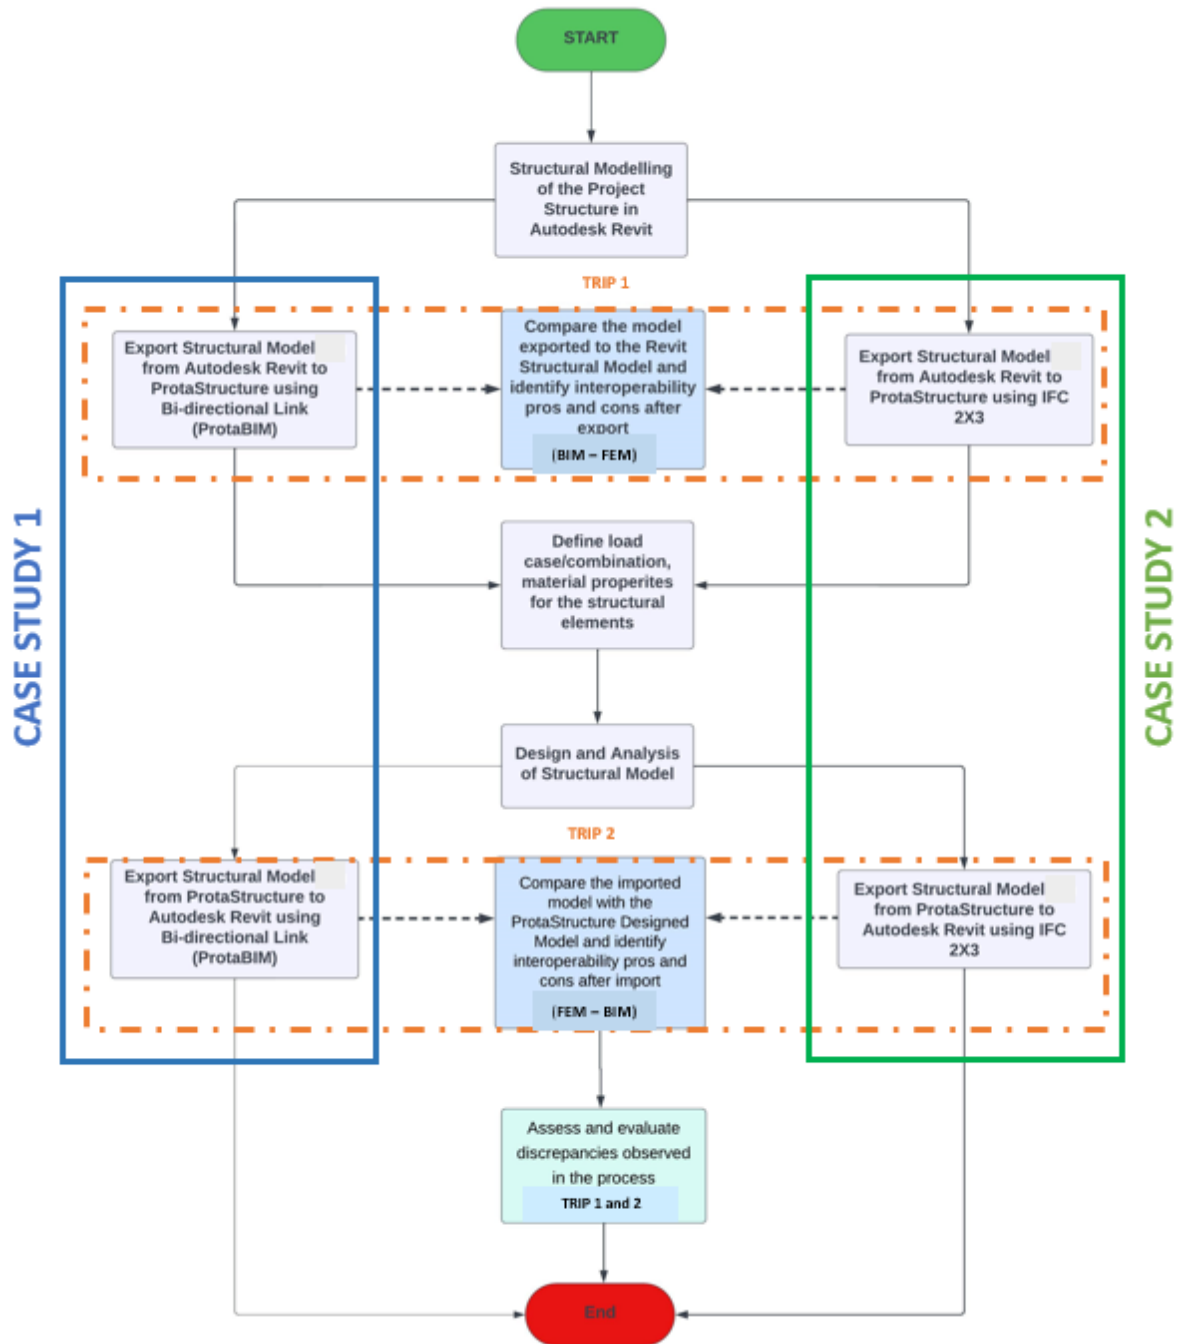 START
Structural Modelling
of the Project
Structure in
Autodesk Revit
TRIP 1
Export Structural Model
from Autodesk Revit to
ProtaStructure using
Bi-directional Link
(ProtaBIM)
Compare the model
exported to the Revit
Structural Model and
identify interoperability
pros and cons after
export
(BIM – FEM)
Export Structural Model
from Autodesk Revit to
ProtaStructure using IFC
2X3
CASE STUDY 1
CASE STUDY 2
Define load
case/combination,
material properites
for the structural
elements
Design and Analysis
of Structural Model
TRIP 2
Export Structural Model
from ProtaStructure to
Autodesk Revit using
Bi-directional Link
(ProtaBIM)
Compare the imported
model with the
ProtaStructure Designed
Model and identify
interoperability pros and
cons after import
(FEM – BIM)
Export Structural Model
from ProtaStructure to
Autodesk Revit using IFC
2X3
Assess and evaluate
discrepancies observed
in the process
TRIP 1 and 2
End